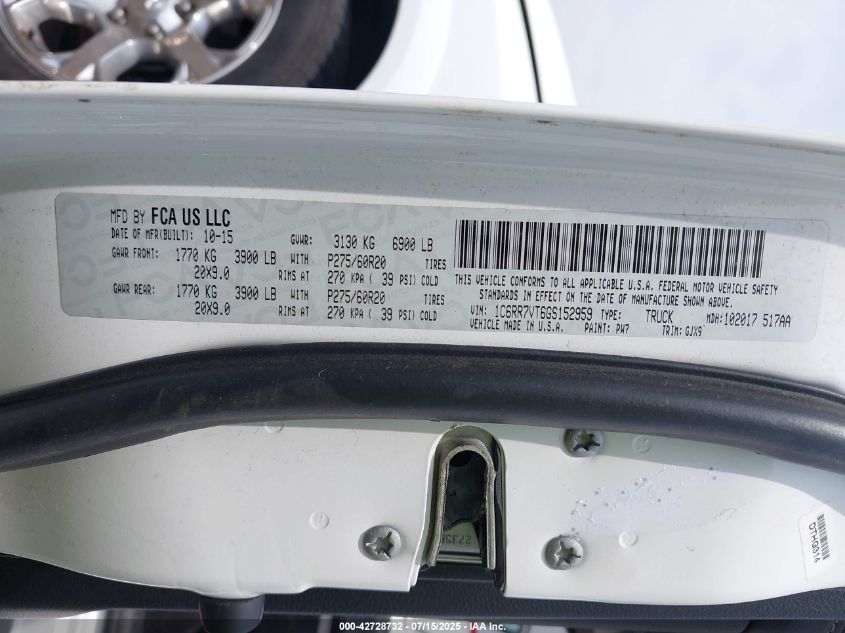 MFD BY FCA US LLC
DATE OF MFR(BUILT): 10-15 GVWR: 3130 KG 6900 LB
GAWR FRONT: 1770 KG 3900 LB WITH P275/60R20 TIRES
20X9.0 RIMS AT 270 KPA ( 39 PSI) COLD
GAWR REAR: 1770 KG 3900 LB WITH P275/60R20 TIRES
20X9.0 RIMS AT 270 KPA ( 39 PSI) COLD
THIS VEHICLE CONFORMS TO ALL APPLICABLE U.S.A. FEDERAL MOTOR VEHICLE SAFETY
STANDARDS IN EFFECT ON THE DATE OF MANUFACTURE SHOWN ABOVE.
VIN: 1C6RR7VT6GS152959 TYPE: TRUCK MDH:102017 517AA
VEHICLE MADE IN U.S.A. PAINT: PW7 TRIM: GJX9
DTHG314
000-42728732 - 07/15/2025 - IAA Inc.